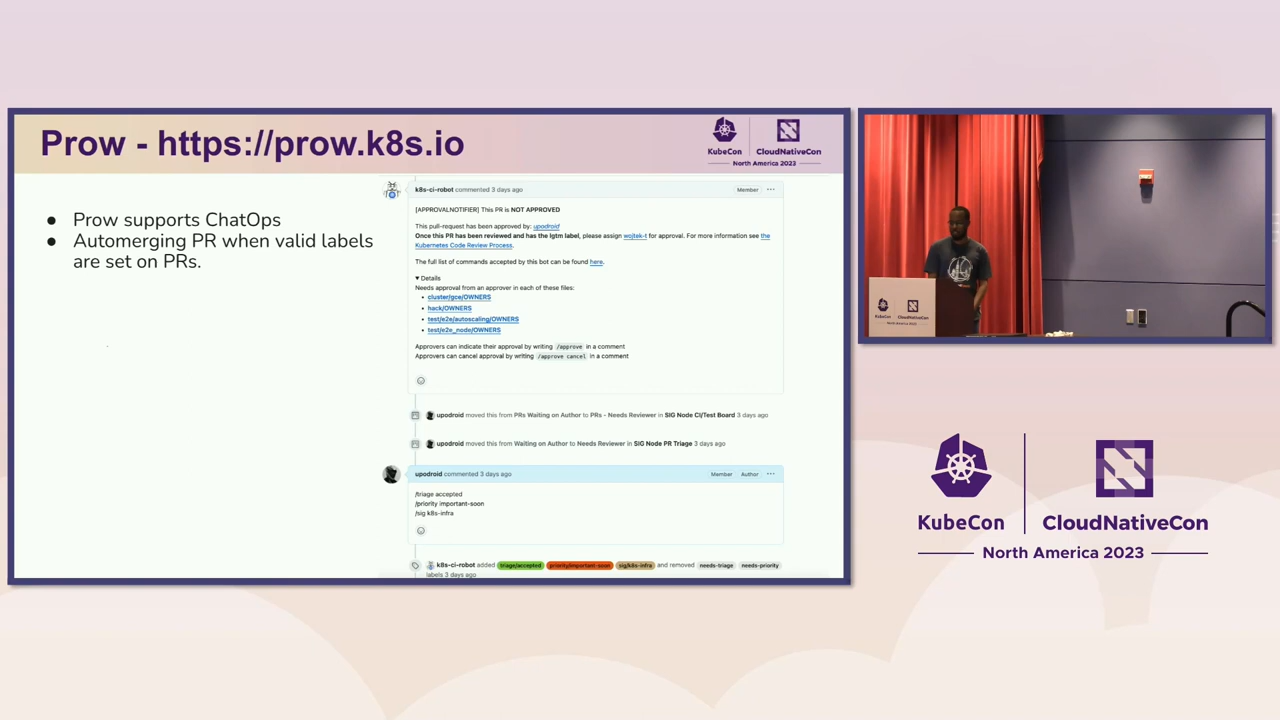 Prow - https://prow.k8s.io
KubeCon
CloudNativeCon
North America 2023
● Prow supports ChatOps
● Automerging PR when valid labels
are set on PRs.
k8s-ci-robot commented 3 days ago
Member
[APPROVALNOTIFIER] This PR is NOT APPROVED
This pull-request has been approved by: upodroid
Once this PR has been reviewed and has the lgtm label, please assign wojtek-t for approval. For more information see the
Kubernetes Code Review Process.
The full list of commands accepted by this bot can be found here.
▼ Details
Needs approval from an approver in each of these files:
• cluster/gce/OWNERS
• hack/OWNERS
• test/e2e/autoscaling/OWNERS
• test/e2e_node/OWNERS
Approvers can indicate their approval by writing /approve in a comment
Approvers can cancel approval by writing /approve cancel in a comment
upodroid moved this from PRs Waiting on Author to PRs - Needs Reviewer in SIG Node CI/Test Board 3 days ago
upodroid moved this from Waiting on Author to Needs Reviewer in SIG Node PR Triage 3 days ago
upodroid commented 3 days ago
Member Author
/triage accepted
/priority important-soon
/sig k8s-infra
k8s-ci-robot added triage/accepted priority/important-soon sig/k8s-infra and removed needs-triage needs-priority
labels 3 days ago
KubeCon
CloudNativeCon
KubeCon
CloudNativeCon
North America 2023